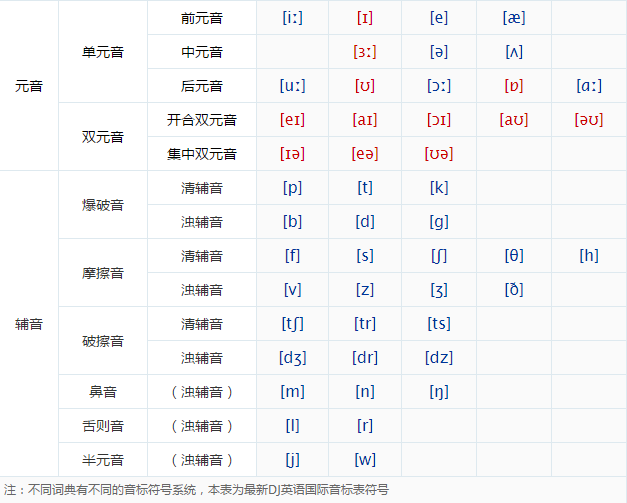 元音 单元音 前元音 [iː] [ɪ] [e] [æ]
中元音 [ɜː] [ə] [ʌ]
后元音 [uː] [ʊ] [ɔː] [ɒ] [ɑː]
双元音 开合双元音 [eɪ] [aɪ] [ɔɪ] [aʊ] [əʊ]
集中双元音 [ɪə] [eə] [ʊə]
辅音 爆破音 清辅音 [p] [t] [k]
浊辅音 [b] [d] [ɡ]
摩擦音 清辅音 [f] [s] [ʃ] [θ] [h]
浊辅音 [v] [z] [ʒ] [ð]
破擦音 清辅音 [tʃ] [tr] [ts]
浊辅音 [dʒ] [dr] [dz]
鼻音 （浊辅音） [m] [n] [ŋ]
舌则音 （浊辅音） [l] [r]
半元音 （浊辅音） [j] [w]
注：不同词典有不同的音标符号系统，本表为最新DJ英语国际音标表符号